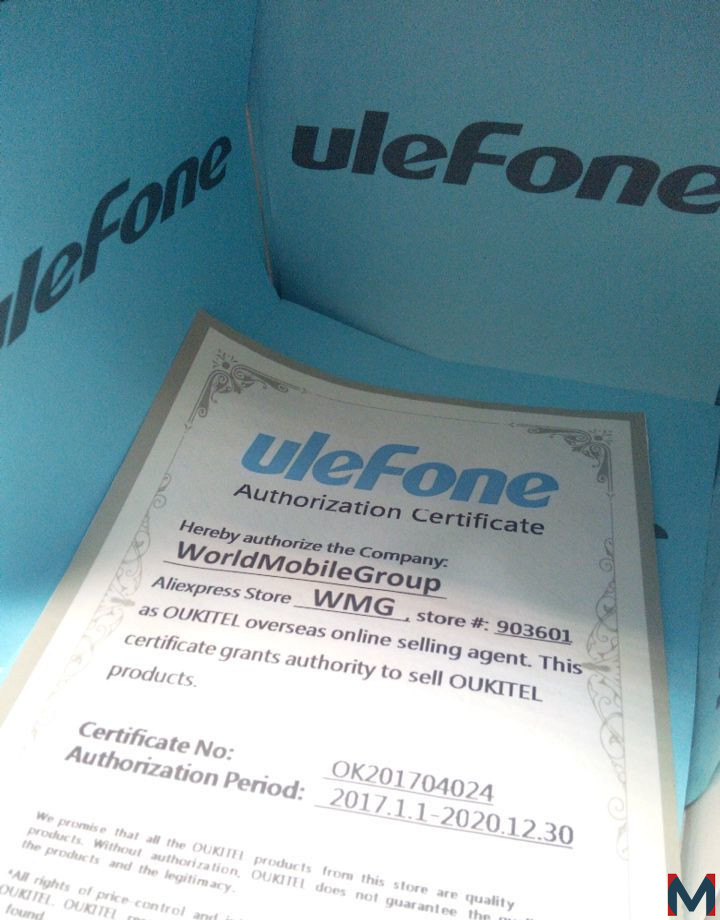 uleFone
uleFone
uleFone
Authorization Certificate
Hereby authorize the Company:
WorldMobileGroup
Aliexpress Store WMG, store #: 903601
as OUKITEL overseas online selling agent. This
certificate grants authority to sell OUKITEL
products.
Certificate No: OK201704024
Authorization Period: 2017.1.1-2020.12.30
We promise that all the OUKITEL products from this store are quality
products. Without authorization, OUKITEL does not guarantee the
the products and the legitimacy.
*All rights of price-control and
OUKITEL. OUKITEL
found
M